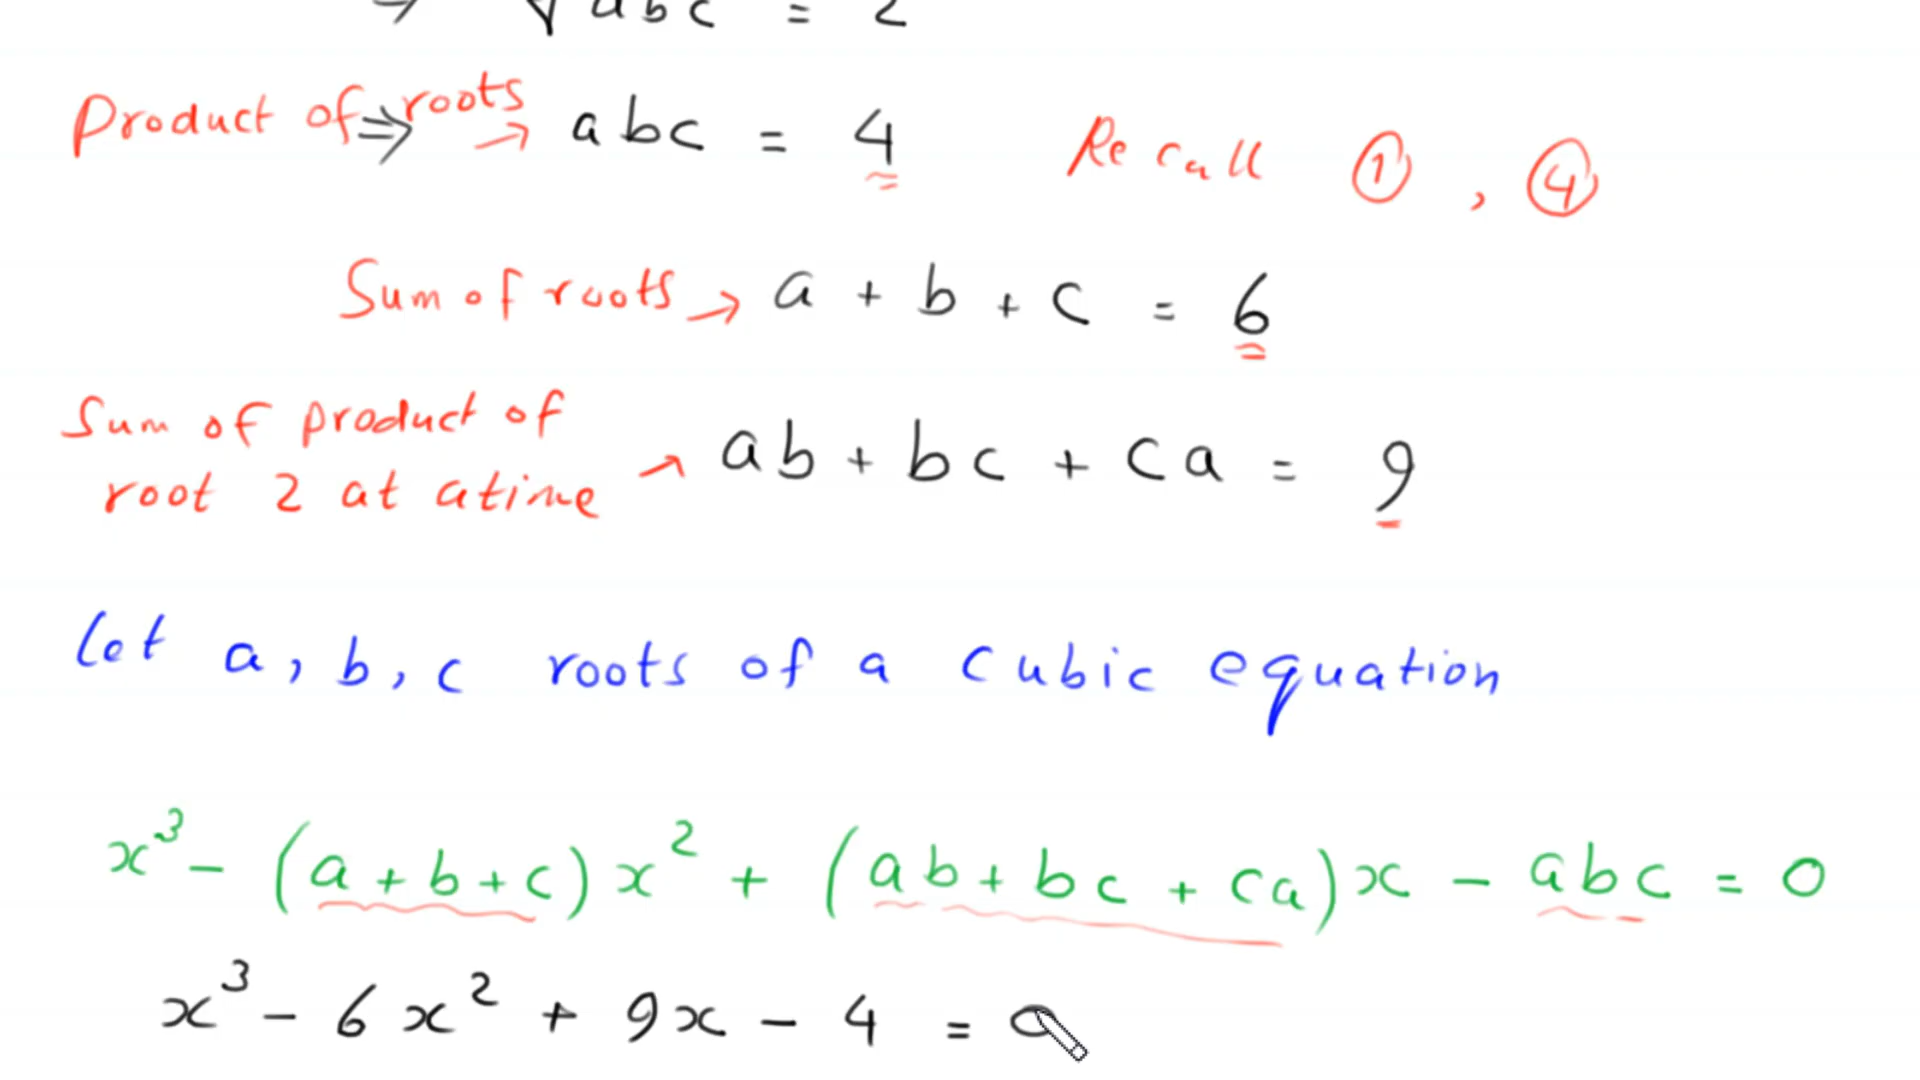 ⇒ √abc = 2
Product of roots → ⇒ abc = 4 Recall ① , ④
Sum of roots → a + b + c = 6
Sum of product of
root 2 at atime → ab + bc + ca = 9
Let a, b, c roots of a cubic equation
x³ - (a+b+c)x² + (ab+bc+ca)x - abc = 0
x³ - 6x² + 9x - 4 = 0